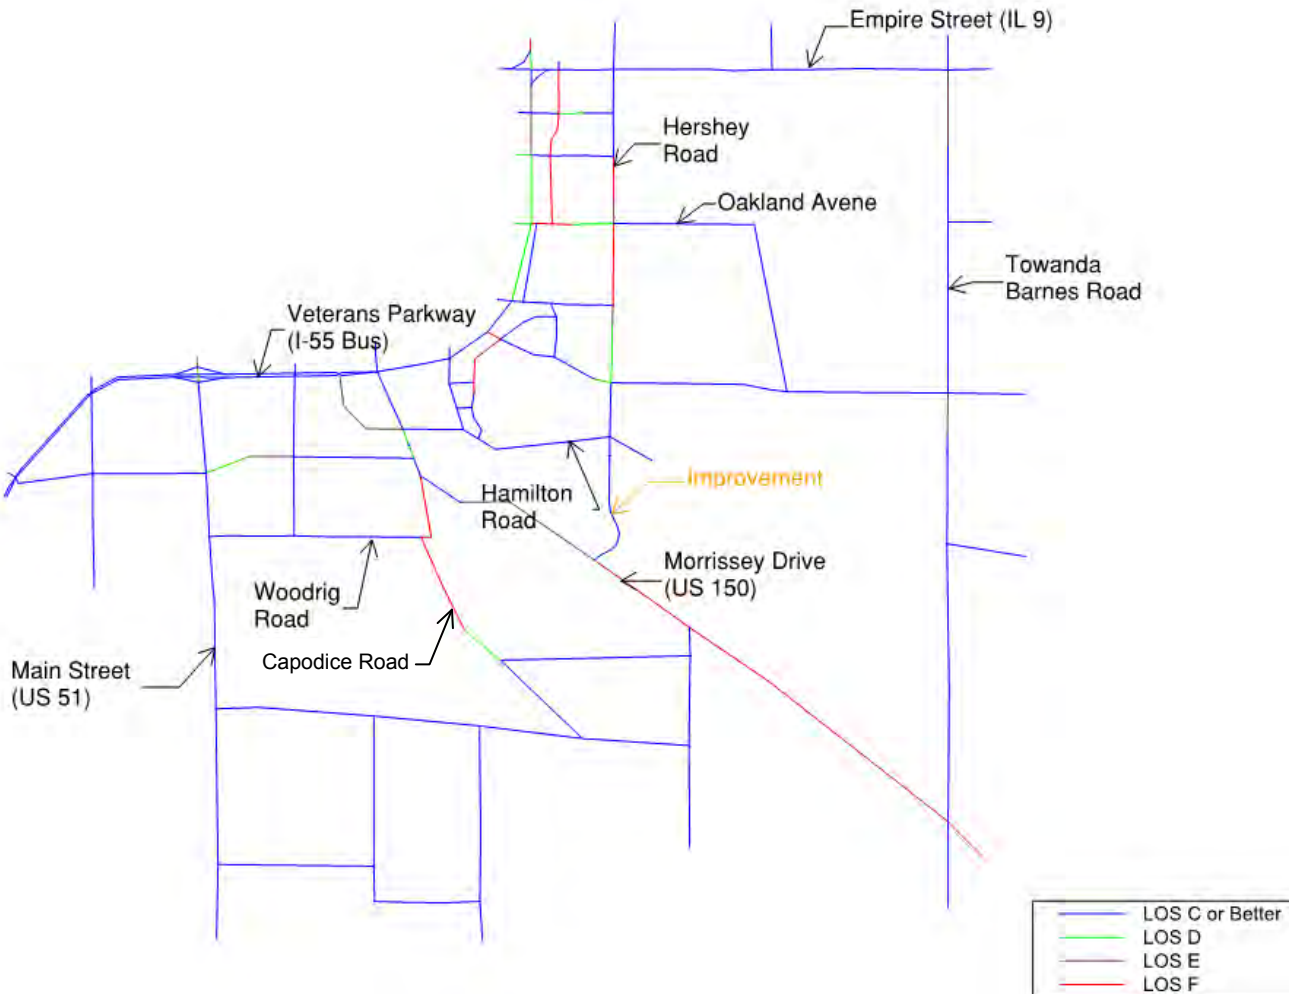 Empire Street (IL 9)
Hershey
Road
Oakland Avene
Towanda
Barnes Road
Veterans Parkway
(I-55 Bus)
Improvement
Hamilton
Road
Morrissey Drive
(US 150)
Woodrig
Road
Capodice Road
Main Street
(US 51)
LOS C or Better
LOS D
LOS E
LOS F